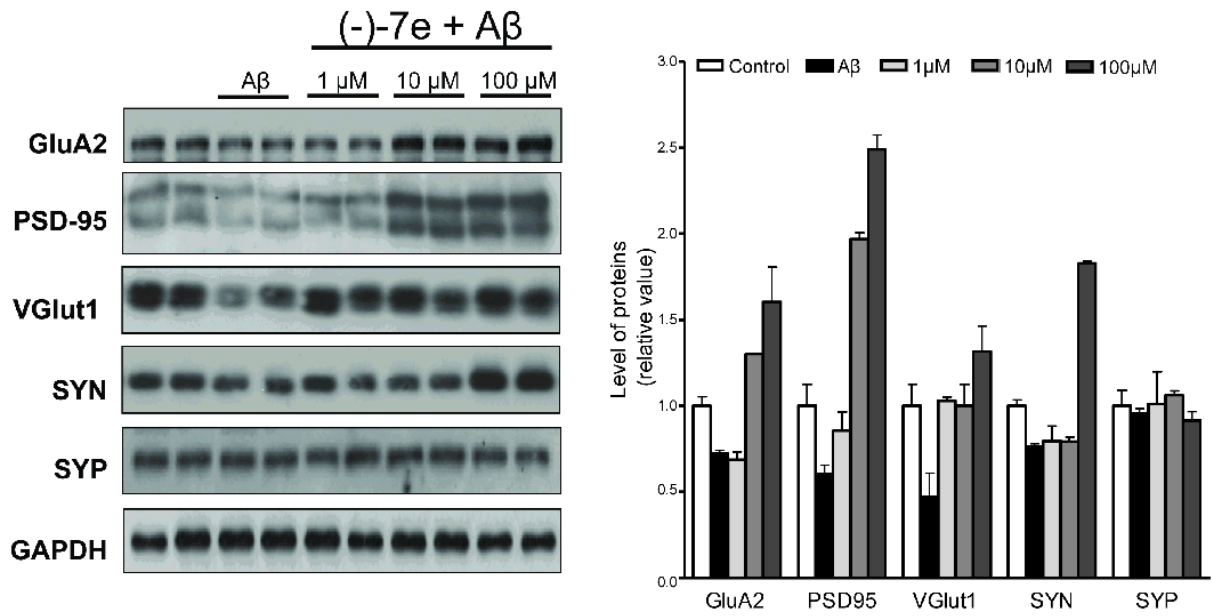 (-)-7e + Aβ
Aβ 1 µM 10 µM 100 µM
GluA2
PSD-95
VGlut1
SYN
SYP
GAPDH
Control Aβ 1µM 10µM 100µM
Level of proteins
(relative value)
3.0
2.5
2.0
1.5
1.0
0.5
0.0
GluA2 PSD95 VGlut1 SYN SYP